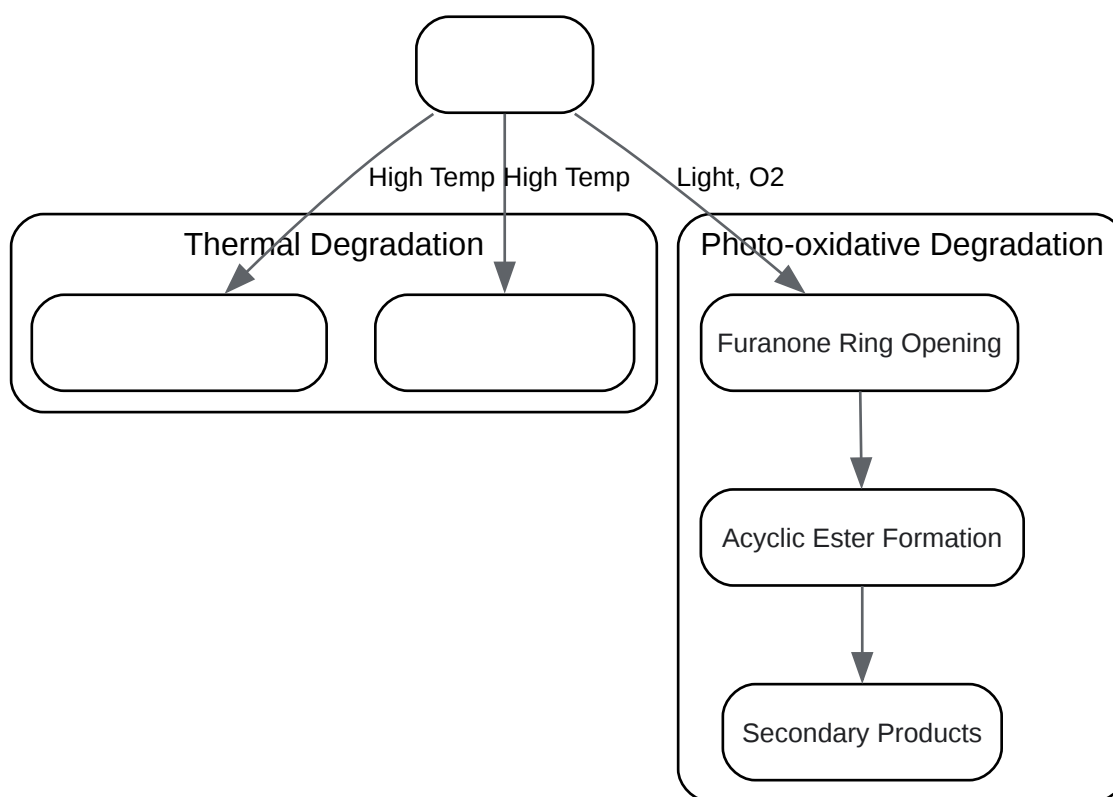 High Temp
High Temp
Light, O2
Thermal Degradation
Photo-oxidative Degradation
Furanone Ring Opening
Acyclic Ester Formation
Secondary Products